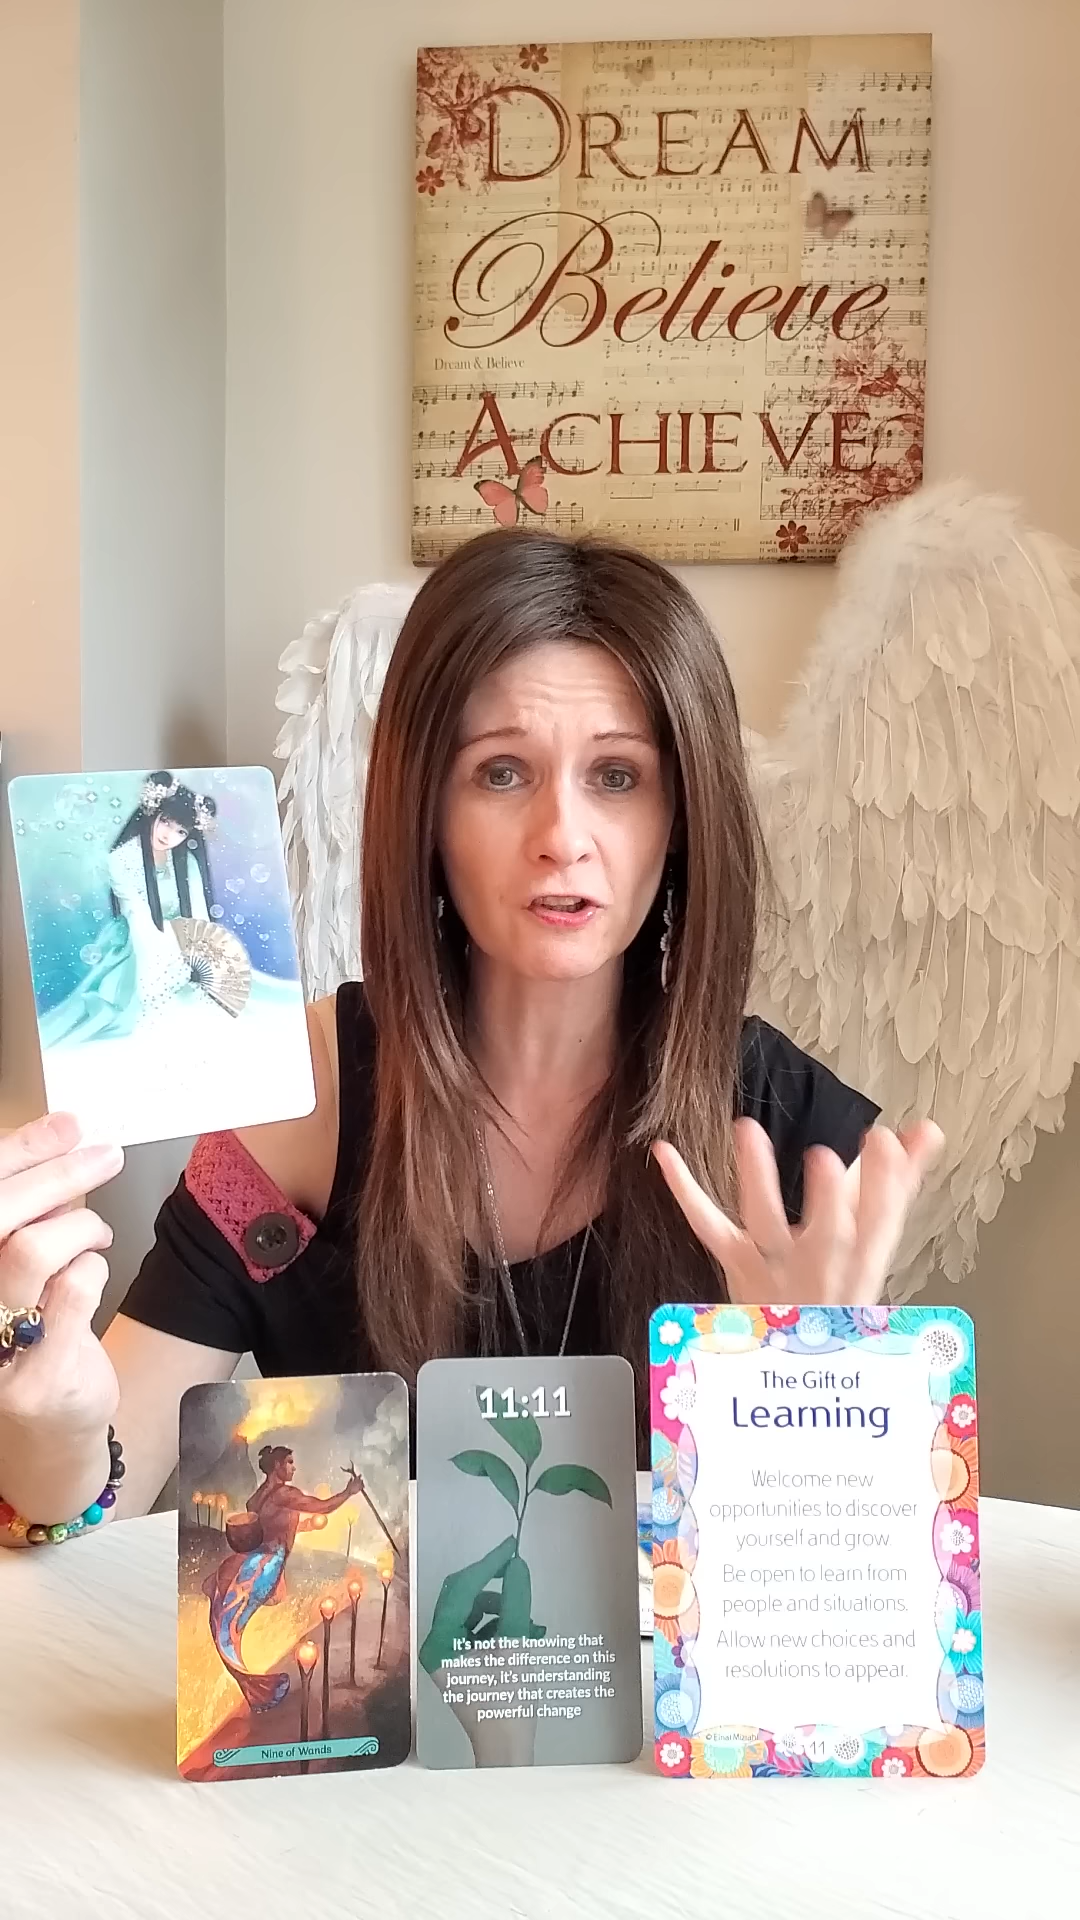 DREAM
Believe
Dream & Believe
ACHIEVE
Nine of Wands
11:11
It's not the knowing that
makes the difference on this
journey, it's understanding
the journey that creates the
powerful change
The Gift of
Learning
Welcome new
opportunities to discover
yourself and grow.
Be open to learn from
people and situations.
Allow new choices and
resolutions to appear.
© Einat Mizrahi
11